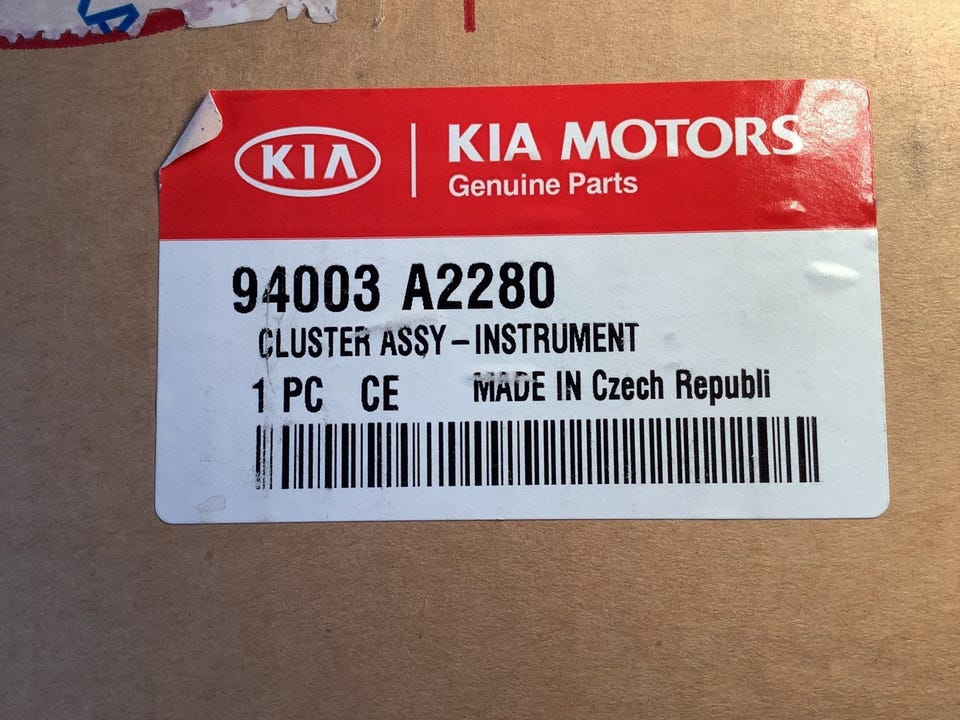 KIA
KIA MOTORS
Genuine Parts
94003 A2280
CLUSTER ASSY-INSTRUMENT
1 PC CE MADE IN Czech Republi